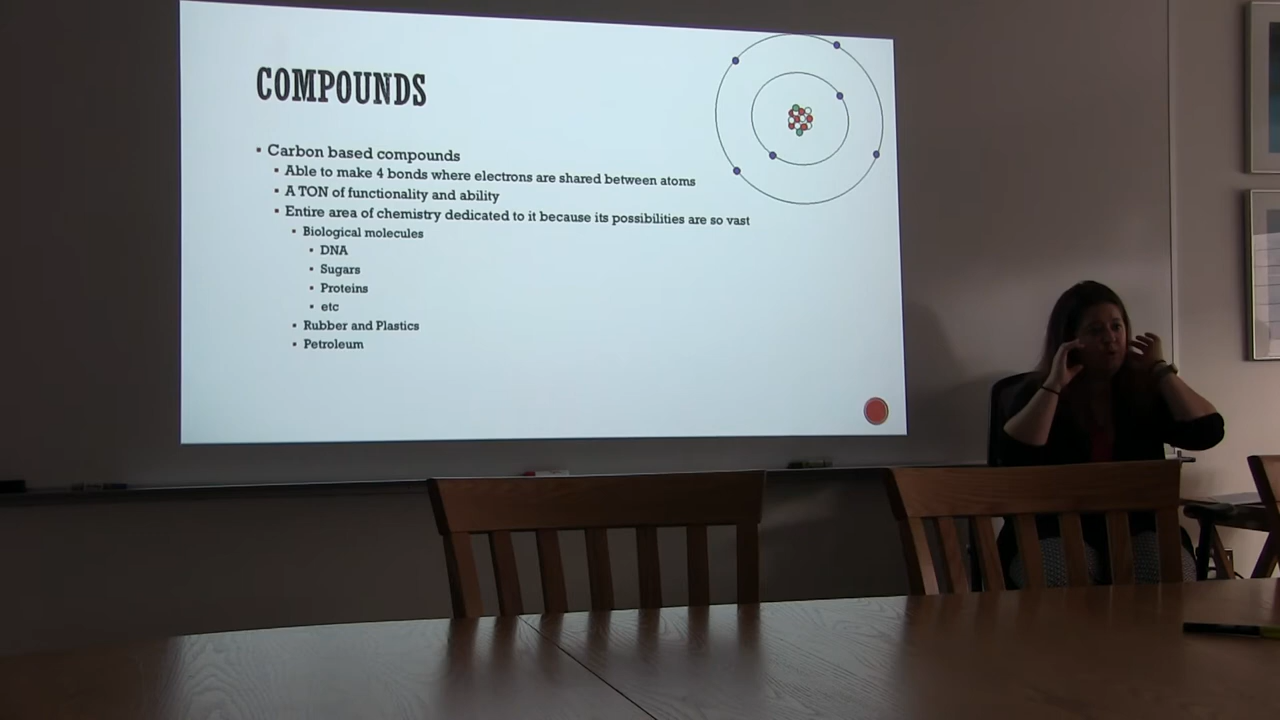 COMPOUNDS
▪ Carbon based compounds
▪ Able to make 4 bonds where electrons are shared between atoms
▪ A TON of functionality and ability
▪ Entire area of chemistry dedicated to it because its possibilities are so vast
▪ Biological molecules
▪ DNA
▪ Sugars
▪ Proteins
▪ etc
▪ Rubber and Plastics
▪ Petroleum